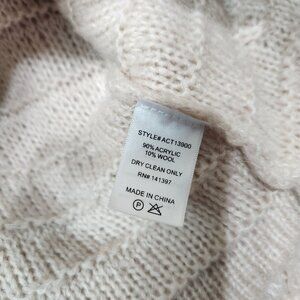 STYLE# ACT13900
90% ACRYLIC
10% WOOL
DRY CLEAN ONLY
RN# 141397
MADE IN CHINA
P